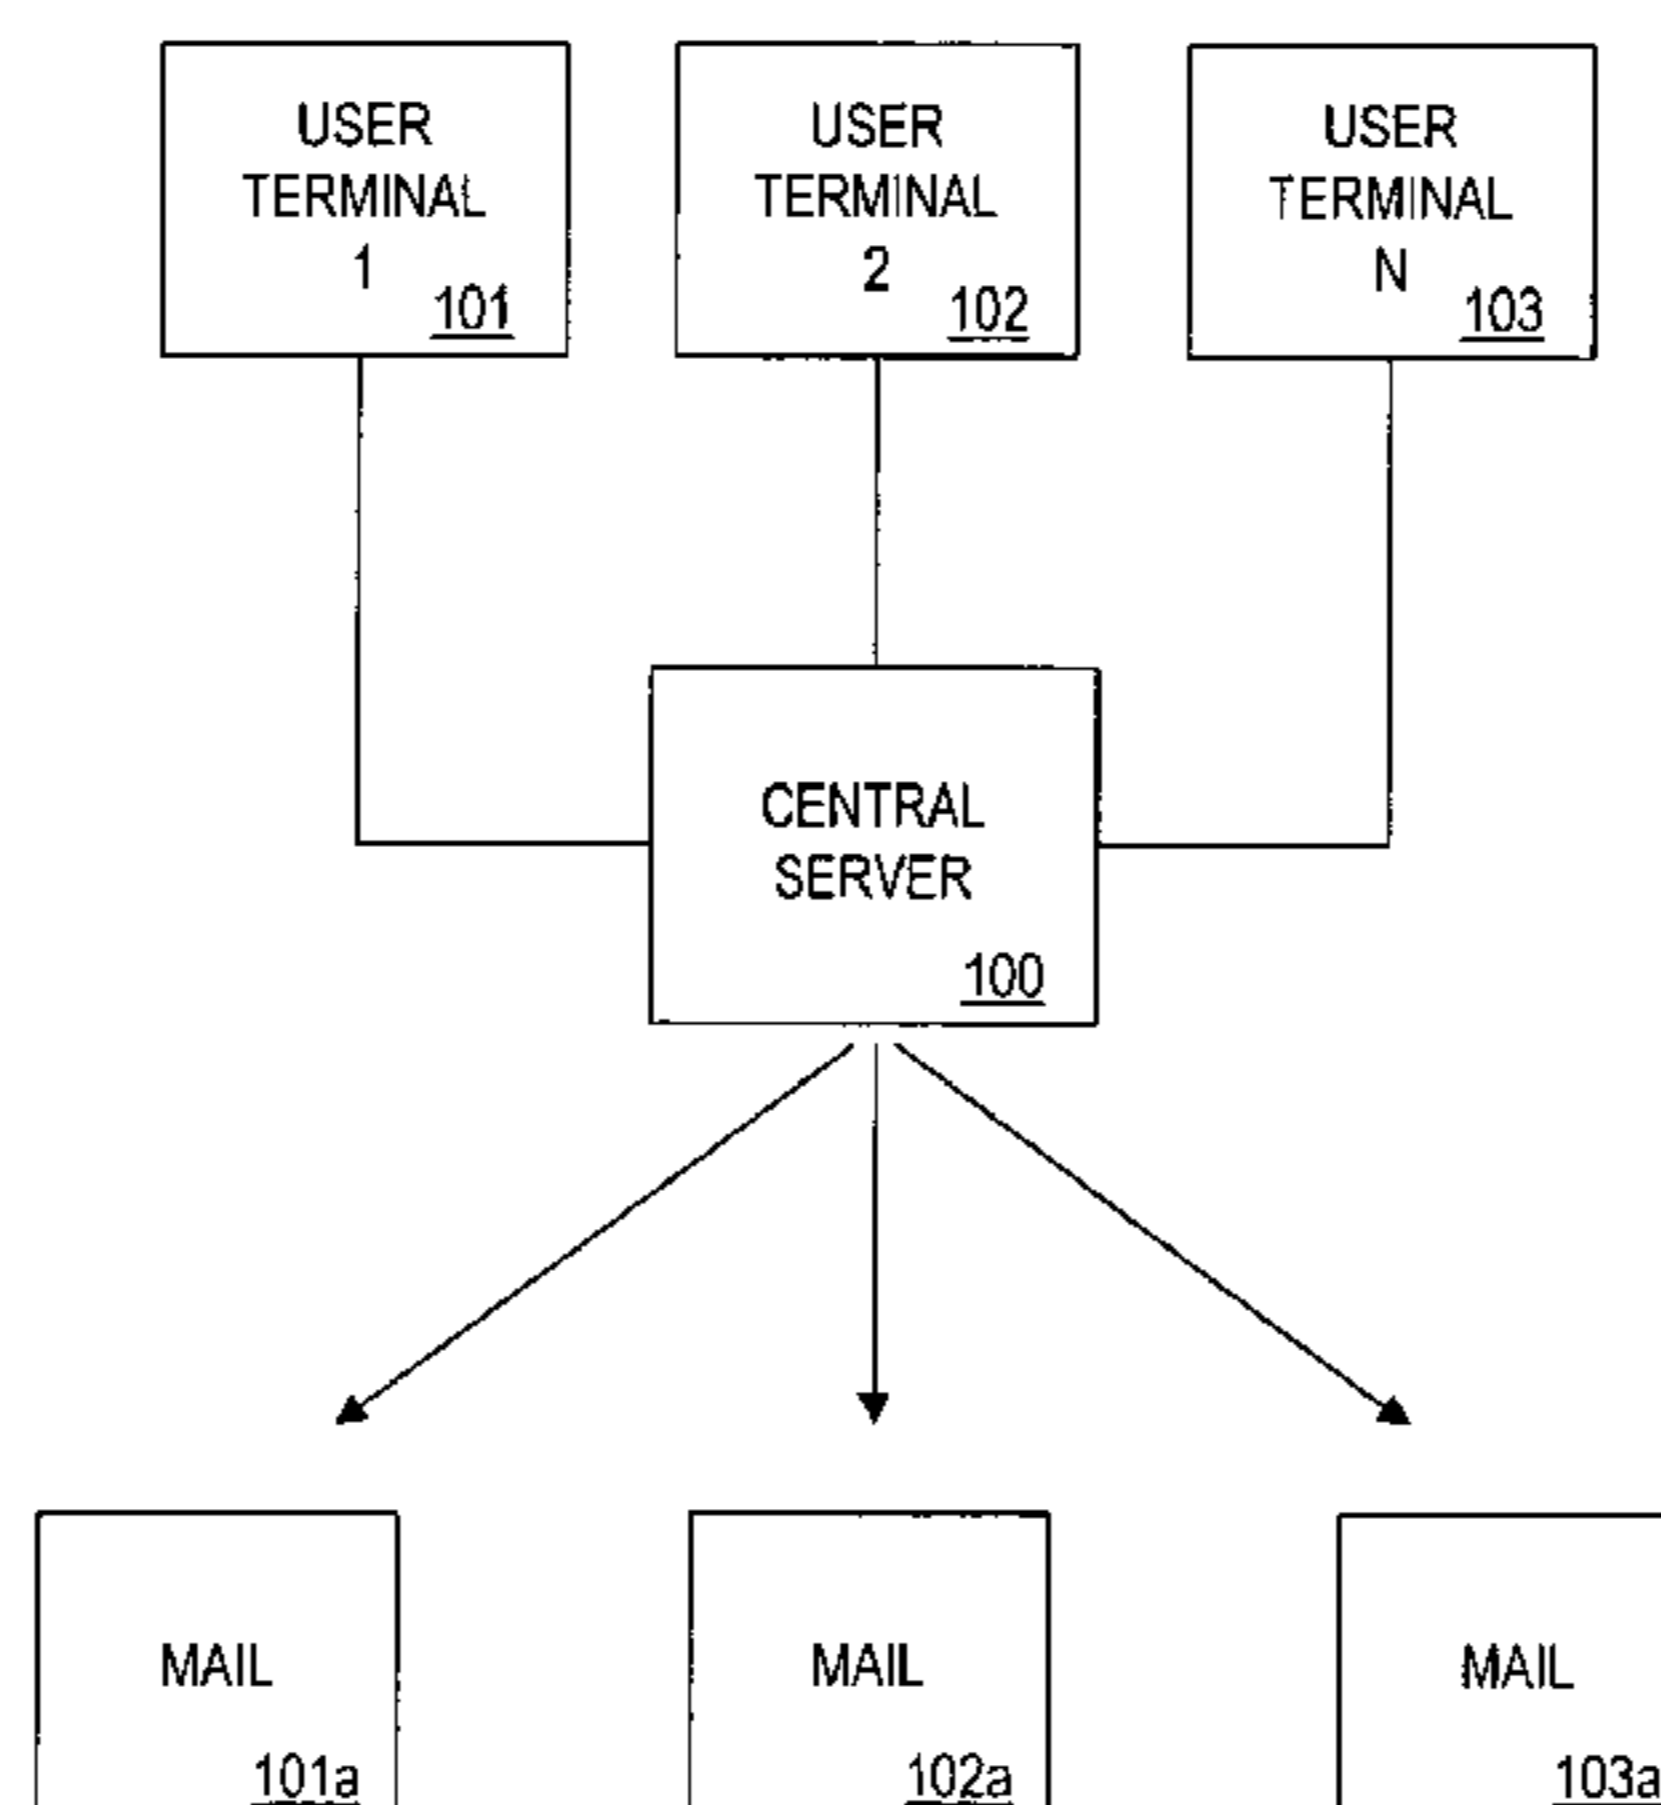 USER
TERMINAL
1
101
USER
TERMINAL
2
102
USER
TERMINAL
N
103
CENTRAL
SERVER
100
MAIL
101a
MAIL
102a
MAIL
103a